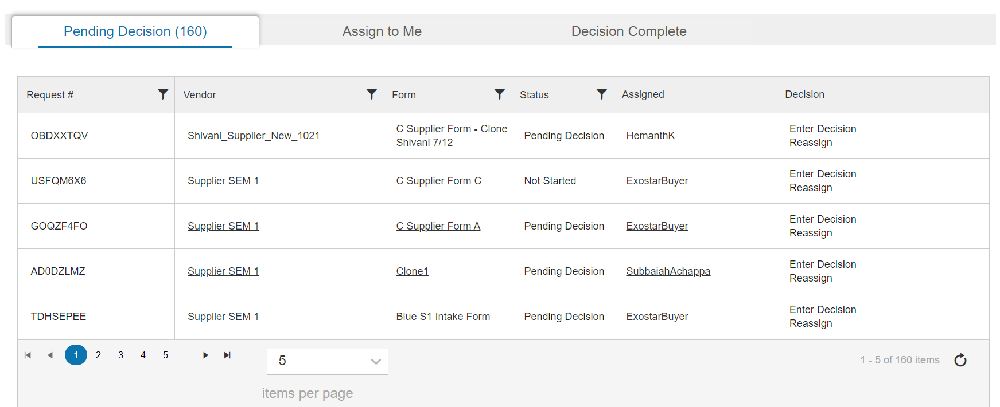 Pending Decision (160) Assign to Me Decision Complete
Request # Vendor Form Status Assigned Decision
OBDXXTQV Shivani_Supplier_New_1021 C Supplier Form - Clone Shivani 7/12 Pending Decision HemanthK Enter Decision Reassign
USFQM6X6 Supplier SEM 1 C Supplier Form C Not Started ExostarBuyer Enter Decision Reassign
GOQZF4FO Supplier SEM 1 C Supplier Form A Pending Decision ExostarBuyer Enter Decision Reassign
AD0DZLMZ Supplier SEM 1 Clone1 Pending Decision SubbaiahAchappa Enter Decision Reassign
TDHSEPEE Supplier SEM 1 Blue S1 Intake Form Pending Decision ExostarBuyer Enter Decision Reassign
1 2 3 4 5 ... 5 1 - 5 of 160 items
items per page